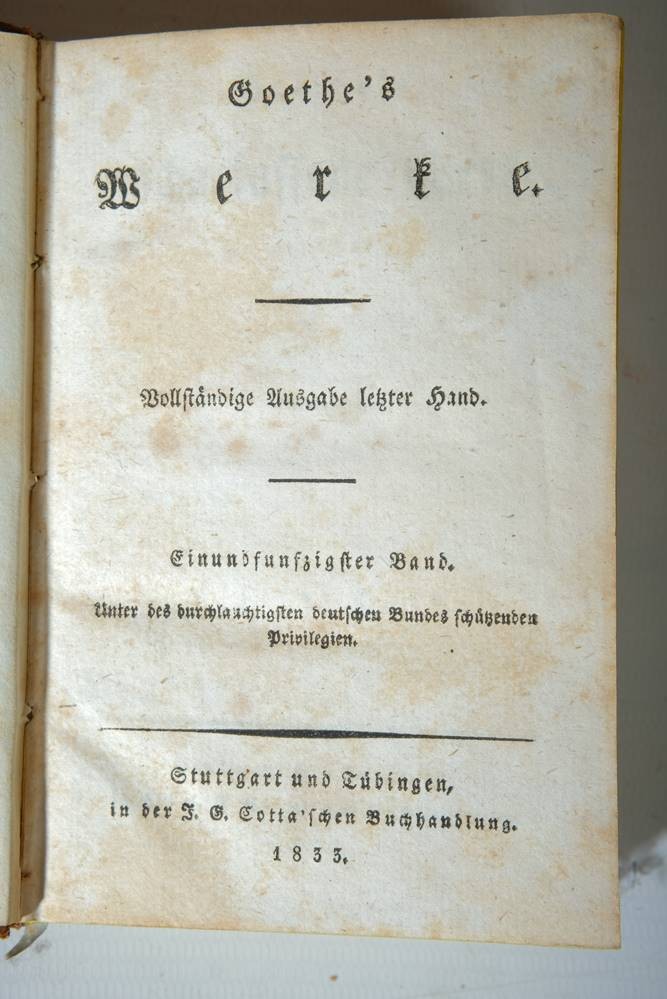 Goethe's
Werke.
Vollständige Ausgabe letzter Hand.
Einundfunfzigster Band.
Unter des durchlauchtigsten deutschen Bundes schützenden
Privilegien.
Stuttgart und Tübingen,
in der J. G. Cotta'schen Buchhandlung.
1833.